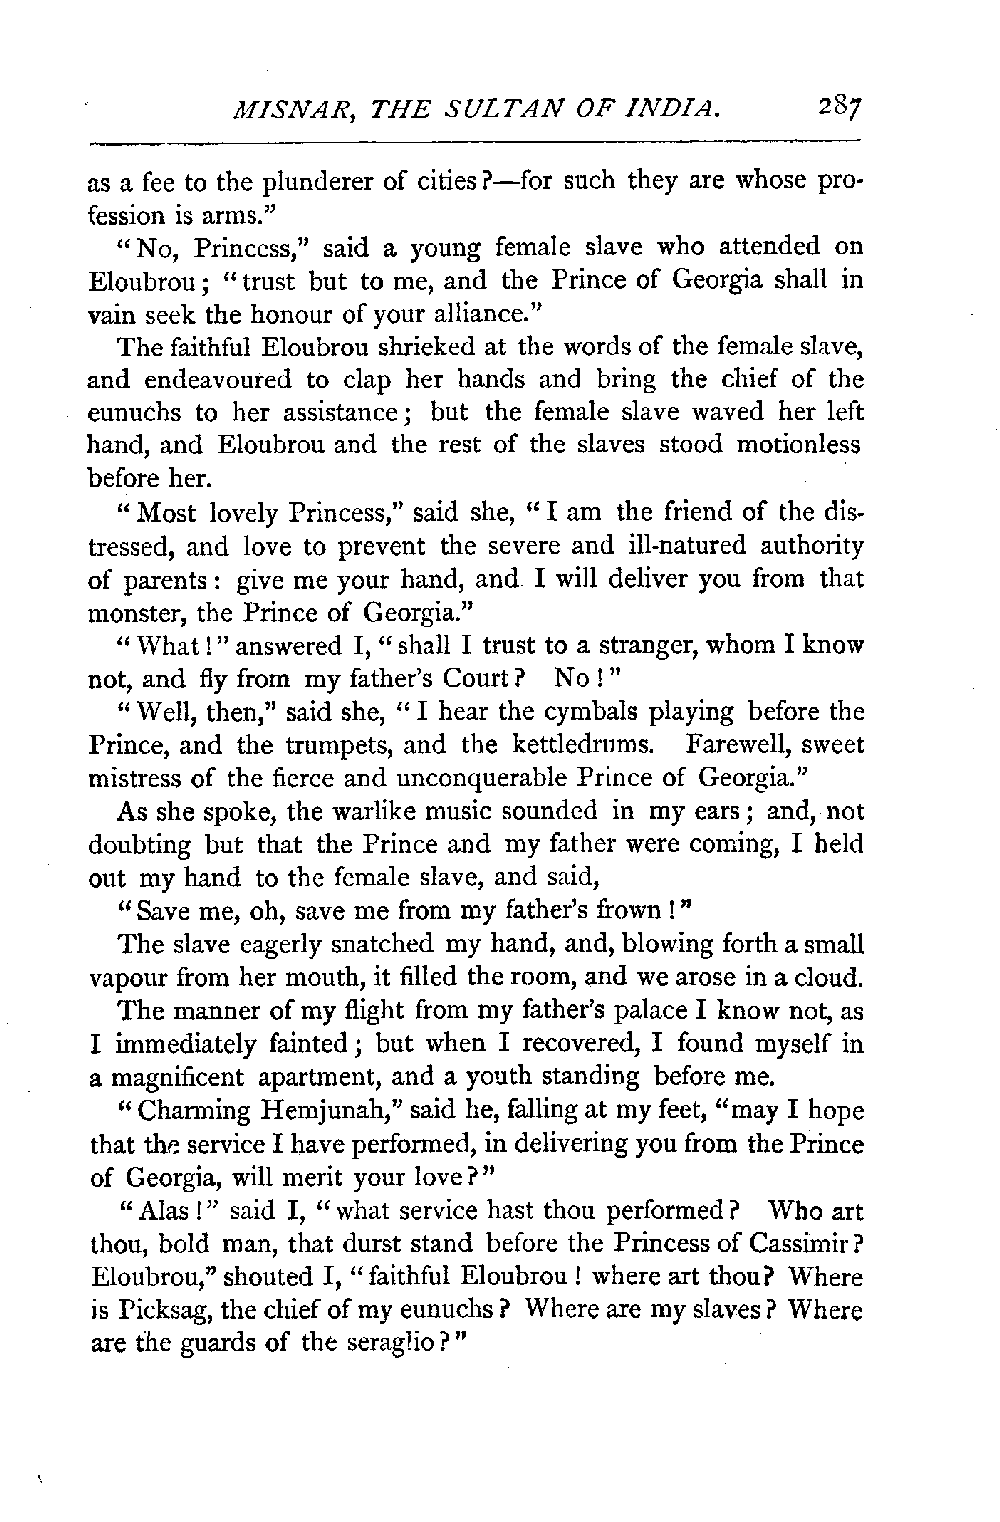 MISNAR, THE SULTAN OF INDIA. 287
as a fee to the plunderer of cities?—for such they are whose pro-
fession is arms."
"No, Princess," said a young female slave who attended on
Eloubrou; "trust but to me, and the Prince of Georgia shall in
vain seek the honour of your alliance."
The faithful Eloubrou shrieked at the words of the female slave,
and endeavoured to clap her hands and bring the chief of the
eunuchs to her assistance; but the female slave waved her left
hand, and Eloubrou and the rest of the slaves stood motionless
before her.
"Most lovely Princess," said she, "I am the friend of the dis-
tressed, and love to prevent the severe and ill-natured authority
of parents: give me your hand, and I will deliver you from that
monster, the Prince of Georgia."
"What!" answered I, "shall I trust to a stranger, whom I know
not, and fly from my father's Court? No!"
"Well, then," said she, "I hear the cymbals playing before the
Prince, and the trumpets, and the kettledrums. Farewell, sweet
mistress of the fierce and unconquerable Prince of Georgia."
As she spoke, the warlike music sounded in my ears; and, not
doubting but that the Prince and my father were coming, I held
out my hand to the female slave, and said,
"Save me, oh, save me from my father's frown!"
The slave eagerly snatched my hand, and, blowing forth a small
vapour from her mouth, it filled the room, and we arose in a cloud.
The manner of my flight from my father's palace I know not, as
I immediately fainted; but when I recovered, I found myself in
a magnificent apartment, and a youth standing before me.
"Charming Hemjunah," said he, falling at my feet, "may I hope
that the service I have performed, in delivering you from the Prince
of Georgia, will merit your love?"
"Alas!" said I, "what service hast thou performed? Who art
thou, bold man, that durst stand before the Princess of Cassimir?
Eloubrou," shouted I, "faithful Eloubrou! where art thou? Where
is Picksag, the chief of my eunuchs? Where are my slaves? Where
are the guards of the seraglio?"